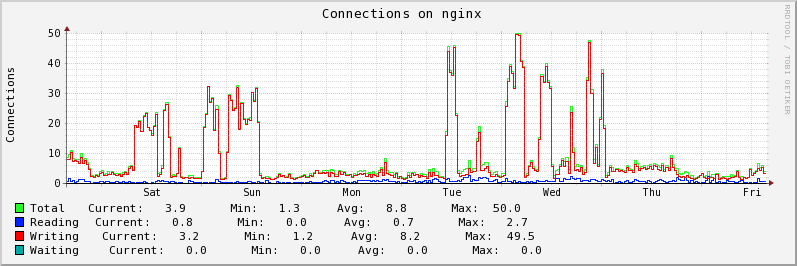 Connections on nginx
RRDTOOL / TOBI OETIKER
Connections
50
40
30
20
10
0
Sat Sun Mon Tue Wed Thu Fri
Total Current: 3.9 Min: 1.3 Avg: 8.8 Max: 50.0
Reading Current: 0.8 Min: 0.0 Avg: 0.7 Max: 2.7
Writing Current: 3.2 Min: 1.2 Avg: 8.2 Max: 49.5
Waiting Current: 0.0 Min: 0.0 Avg: 0.0 Max: 0.0